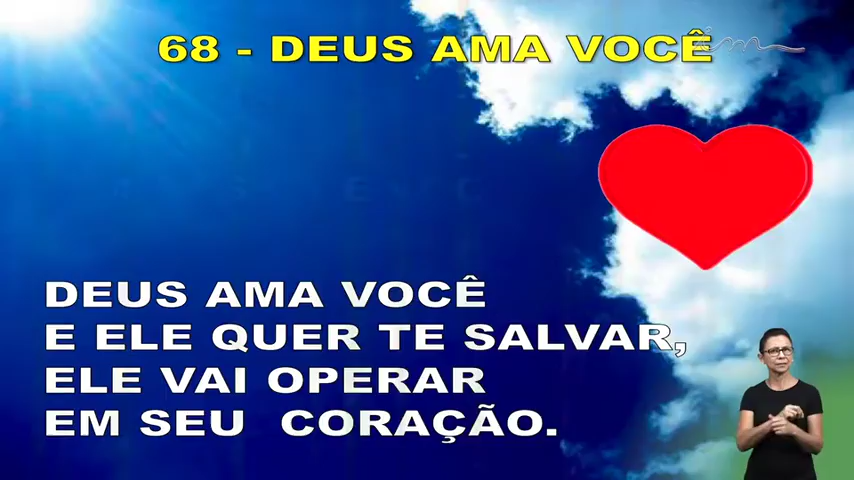 68 - DEUS AMA VOCÊ
DEUS AMA VOCÊ
E ELE QUER TE SALVAR,
ELE VAI OPERAR
EM SEU CORAÇÃO.